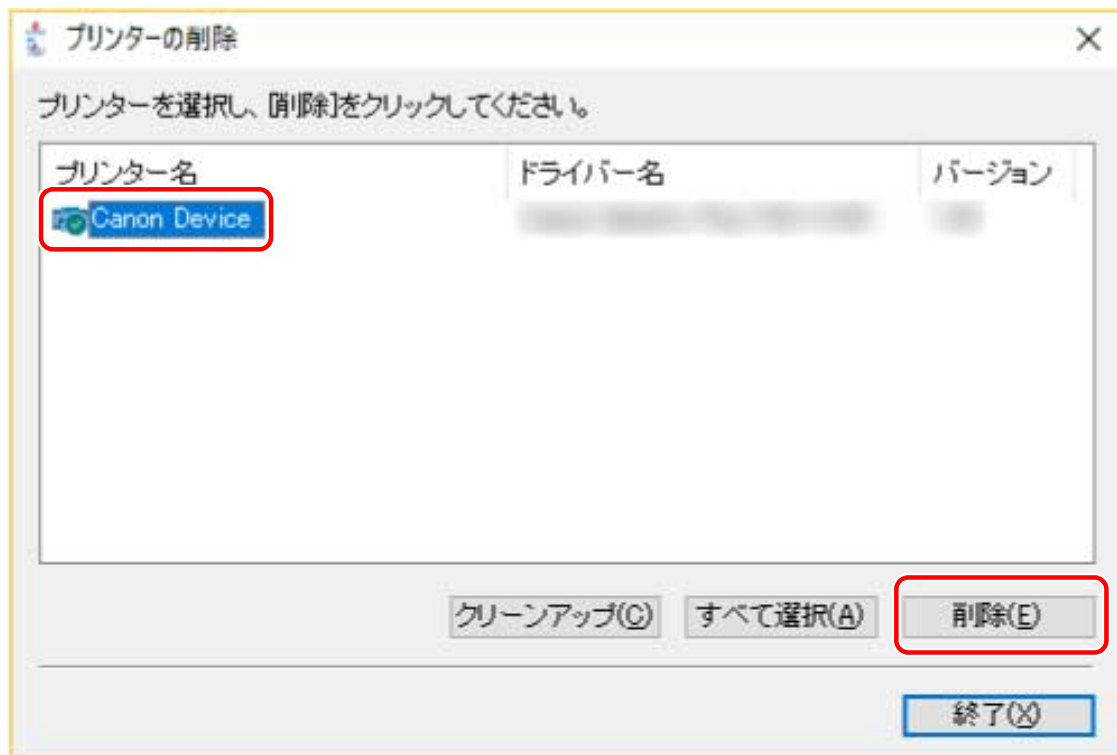 プリンターの削除
プリンターを選択し、[削除]をクリックしてください。
プリンター名 ドライバー名 バージョン
Canon Device
クリーンアップ(C) すべて選択(A) 削除(E)
終了(X)